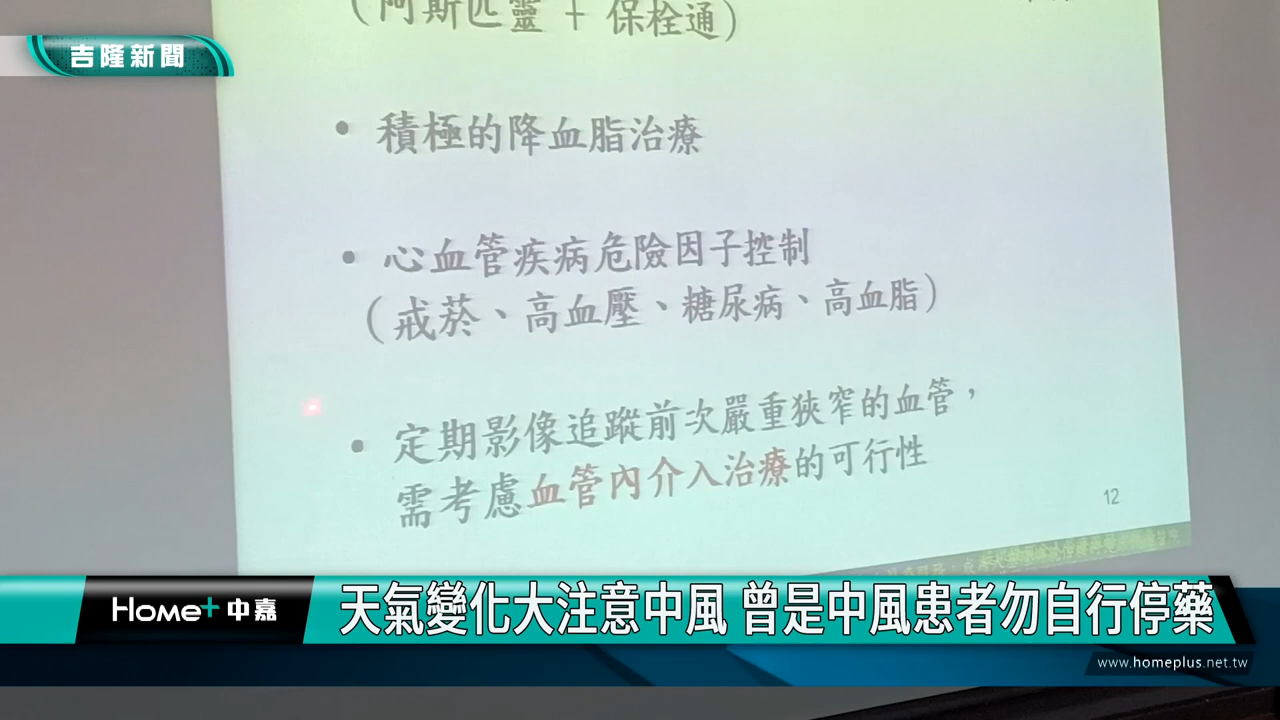 （阿斯匹靈 + 保栓通）
吉隆新聞
• 積極的降血脂治療
• 心血管疾病危險因子控制
（戒菸、高血壓、糖尿病、高血脂）
• 定期影像追蹤前次嚴重狹窄的血管，
需考慮血管內介入治療的可行性
12
Home+ 中嘉
天氣變化大注意中風 曾是中風患者勿自行停藥
www.homeplus.net.tw